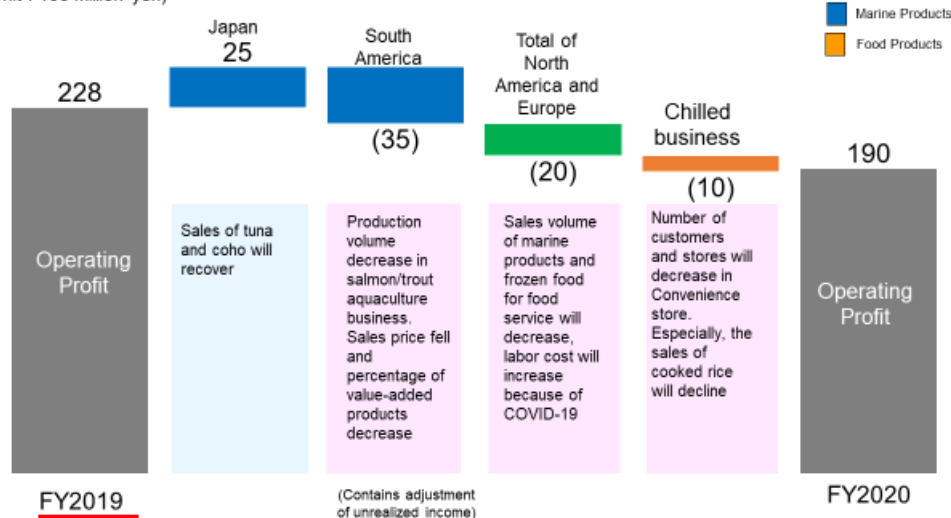 Marine Products
Food Products
Japan
25
South
America
(35)
Total of
North
America and
Europe
(20)
Chilled
business
(10)
228
190
Operating
Profit
Sales of tuna
and coho will
recover
Production
volume
decrease in
salmon/trout
aquaculture
business.
Sales price fell
and
percentage of
value-added
products
decrease
Sales volume
of marine
products and
frozen food
for food
service will
decrease,
labor cost will
increase
because of
COVID-19
Number of
customers
and stores will
decrease in
Convenience
store.
Especially, the
sales of
cooked rice
will decline
Operating
Profit
FY2019
(Contains adjustment
of unrealized income)
FY2020